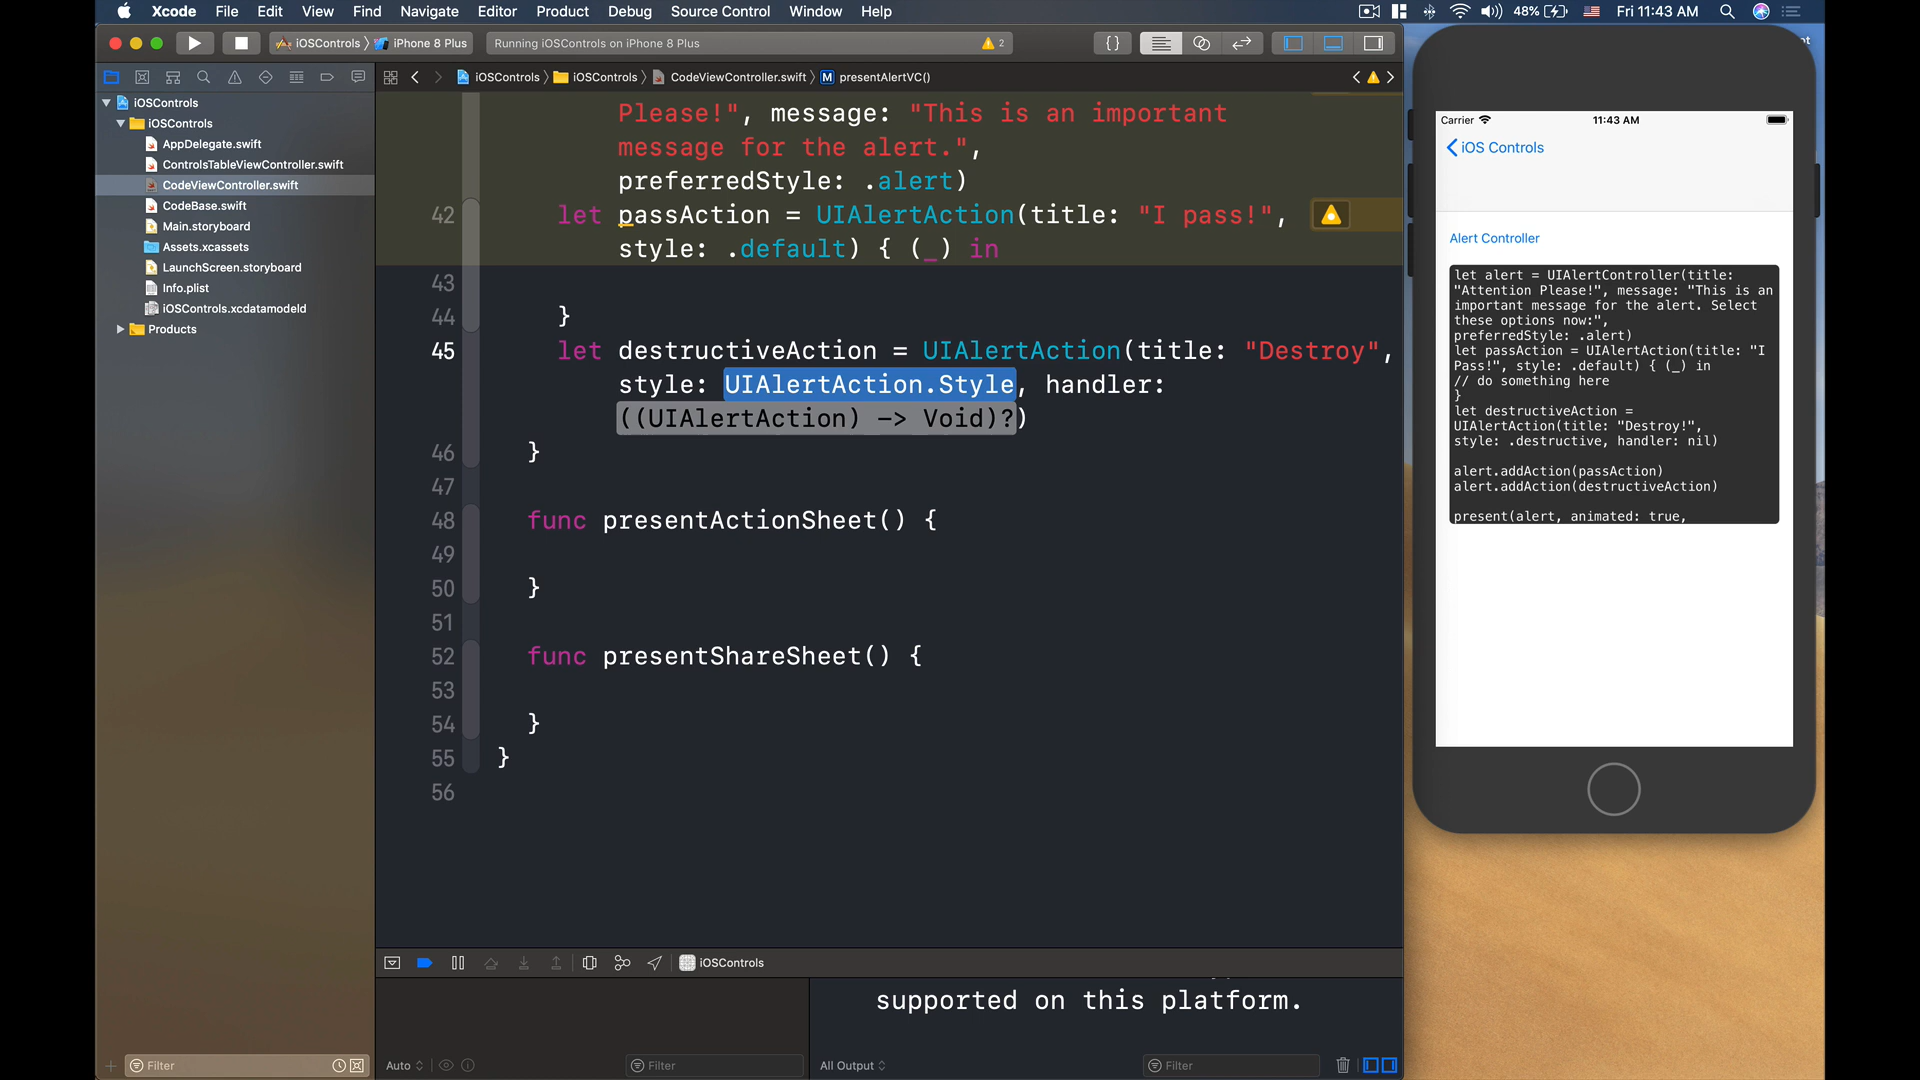 Xcode File Edit View Find Navigate Editor Product Debug Source Control Window Help
48% Fri 11:43 AM
iOSControls iPhone 8 Plus
Running iOSControls on iPhone 8 Plus
2
iOSControls iOSControls CodeViewController.swift M presentAlertVC()
iOSControls
iOSControls
AppDelegate.swift
ControlsTableViewController.swift
CodeViewController.swift
CodeBase.swift
Main.storyboard
Assets.xcassets
LaunchScreen.storyboard
Info.plist
iOSControls.xcdatamodeld
Products
Filter
Please!", message: "This is an important
message for the alert.",
preferredStyle: .alert)
42 let passAction = UIAlertAction(title: "I pass!",
style: .default) { (_) in
43
44 }
45 let destructiveAction = UIAlertAction(title: "Destroy",
style: UIAlertAction.Style, handler:
((UIAlertAction) -> Void)?)
46 }
47
48 func presentActionSheet() {
49
50 }
51
52 func presentShareSheet() {
53
54 }
55 }
56
iOSControls
supported on this platform.
Auto
Filter
All Output
Filter
Carrier 11:43 AM
iOS Controls
Alert Controller
let alert = UIAlertController(title:
"Attention Please!", message: "This is an
important message for the alert. Select
these options now:",
preferredStyle: .alert)
let passAction = UIAlertAction(title: "I
Pass!", style: .default) { (_) in
// do something here
}
let destructiveAction =
UIAlertAction(title: "Destroy!",
style: .destructive, handler: nil)
alert.addAction(passAction)
alert.addAction(destructiveAction)
present(alert, animated: true,